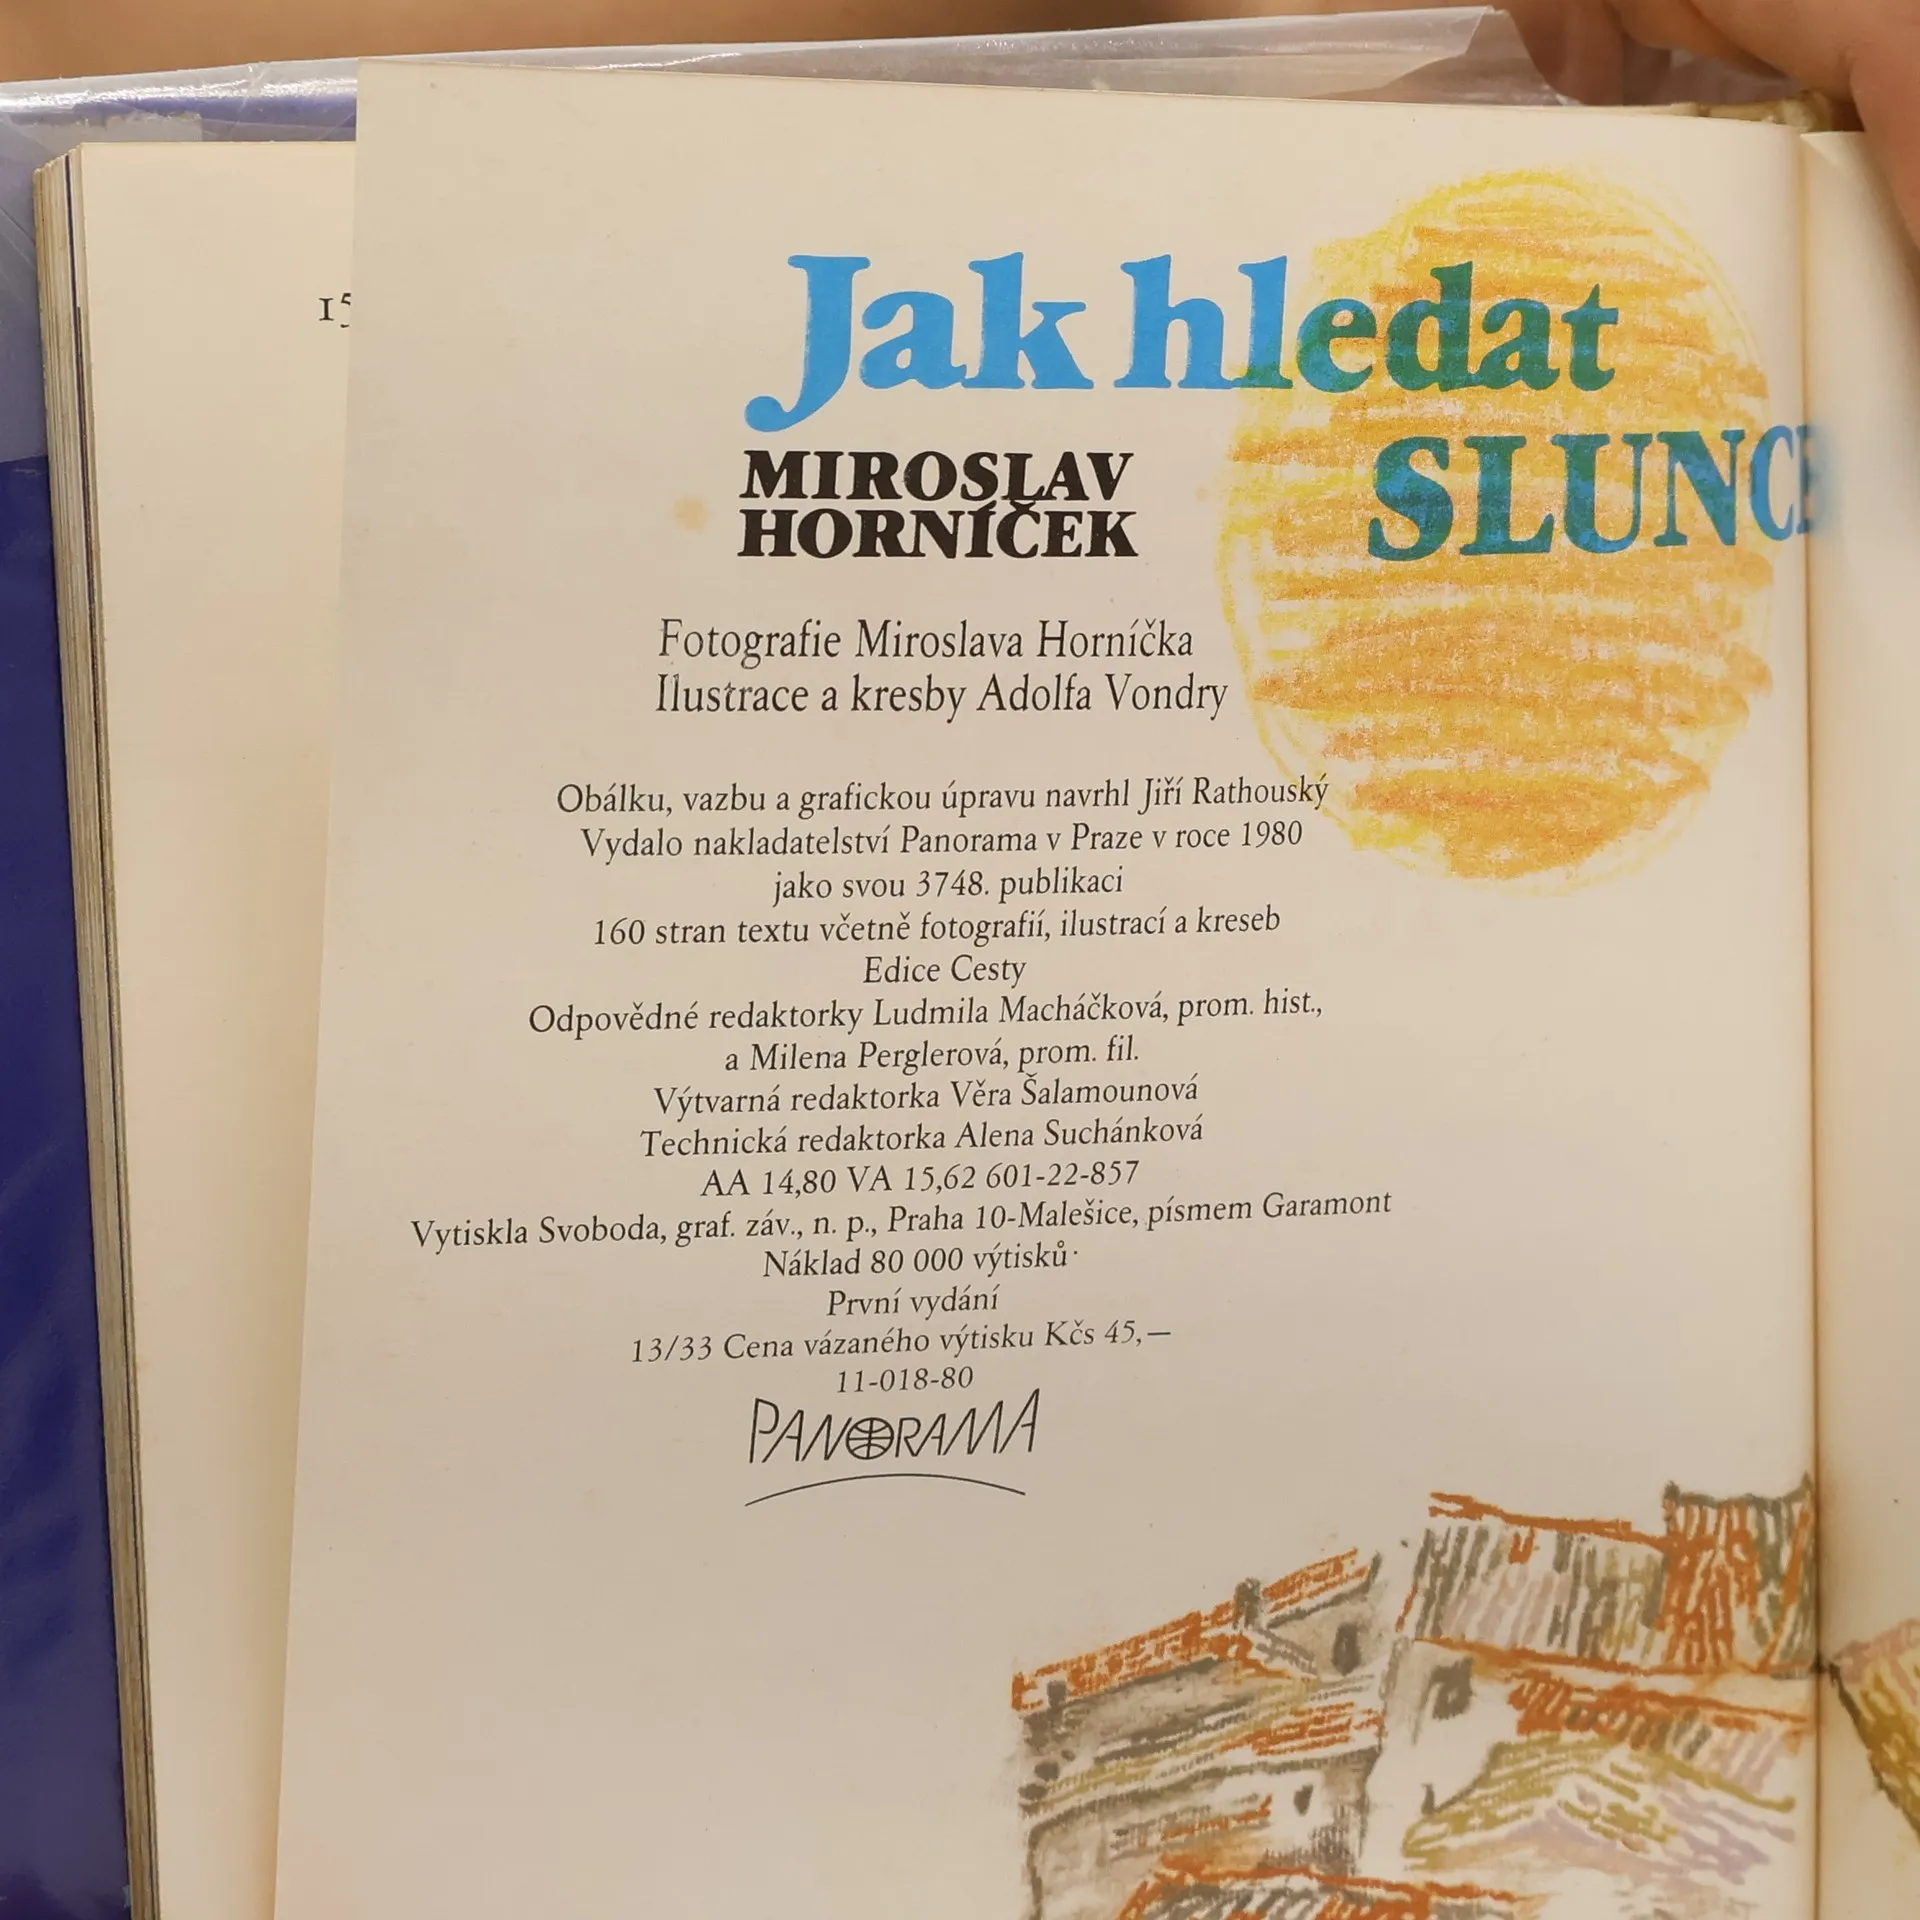 Jak hledat
SLUNCE
MIROSLAV
HORNÍČEK
Fotografie Miroslava Horníčka
Ilustrace a kresby Adolfa Vondry
Obálku, vazbu a grafickou úpravu navrhl Jiří Rathouský
Vydalo nakladatelství Panorama v Praze v roce 1980
jako svou 3748. publikaci
160 stran textu včetně fotografií, ilustrací a kreseb
Edice Cesty
Odpovědné redaktorky Ludmila Macháčková, prom. hist.,
a Milena Perglerová, prom. fil.
Výtvarná redaktorka Věra Šalamounová
Technická redaktorka Alena Suchánková
AA 14,80 VA 15,62 601-22-857
Vytiskla Svoboda, graf. záv., n. p., Praha 10-Malešice, písmem Garamont
Náklad 80 000 výtisků
První vydání
13/33 Cena vázaného výtisku Kčs 45,—
11-018-80
PANORAMA